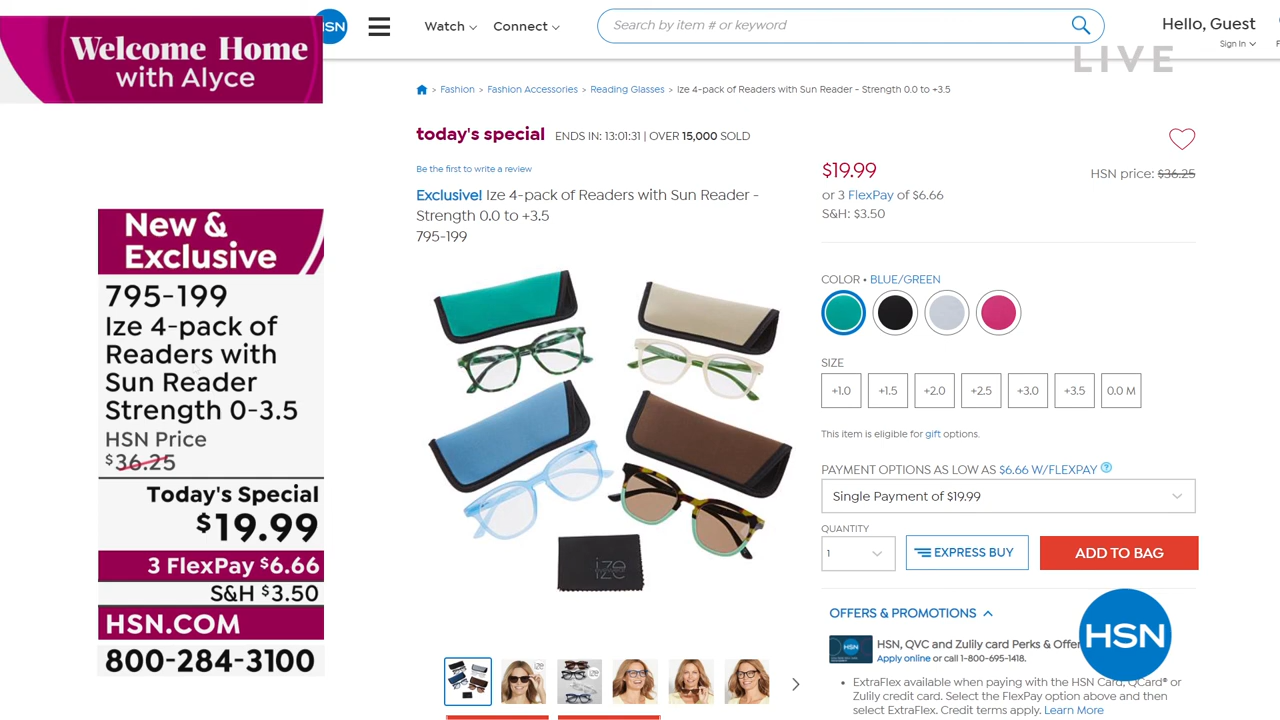 Welcome Home
with Alyce
HSN
Watch
Connect
Search by item # or keyword
Hello, Guest
Sign In
LIVE
> Fashion > Fashion Accessories > Reading Glasses > Ize 4-pack of Readers with Sun Reader - Strength 0.0 to +3.5
today's special ENDS IN: 13:01:31 | OVER 15,000 SOLD
Be the first to write a review
Exclusive! Ize 4-pack of Readers with Sun Reader -
Strength 0.0 to +3.5
795-199
$19.99
HSN price: $36.25
or 3 FlexPay of $6.66
S&H: $3.50
New &
Exclusive
795-199
Ize 4-pack of
Readers with
Sun Reader
Strength 0-3.5
HSN Price
$36.25
Today's Special
$19.99
3 FlexPay $6.66
S&H $3.50
HSN.COM
800-284-3100
ize
COLOR • BLUE/GREEN
SIZE
+1.0
+1.5
+2.0
+2.5
+3.0
+3.5
0.0 M
This item is eligible for gift options.
PAYMENT OPTIONS AS LOW AS $6.66 W/FLEXPAY ?
Single Payment of $19.99
QUANTITY
1
EXPRESS BUY
ADD TO BAG
OFFERS & PROMOTIONS
HSN, QVC and Zulily card Perks & Offer
Apply online or call 1-800-695-1418.
HSN
• ExtraFlex available when paying with the HSN Card, QCard® or
Zulily credit card. Select the FlexPay option above and then
select ExtraFlex. Credit terms apply. Learn More